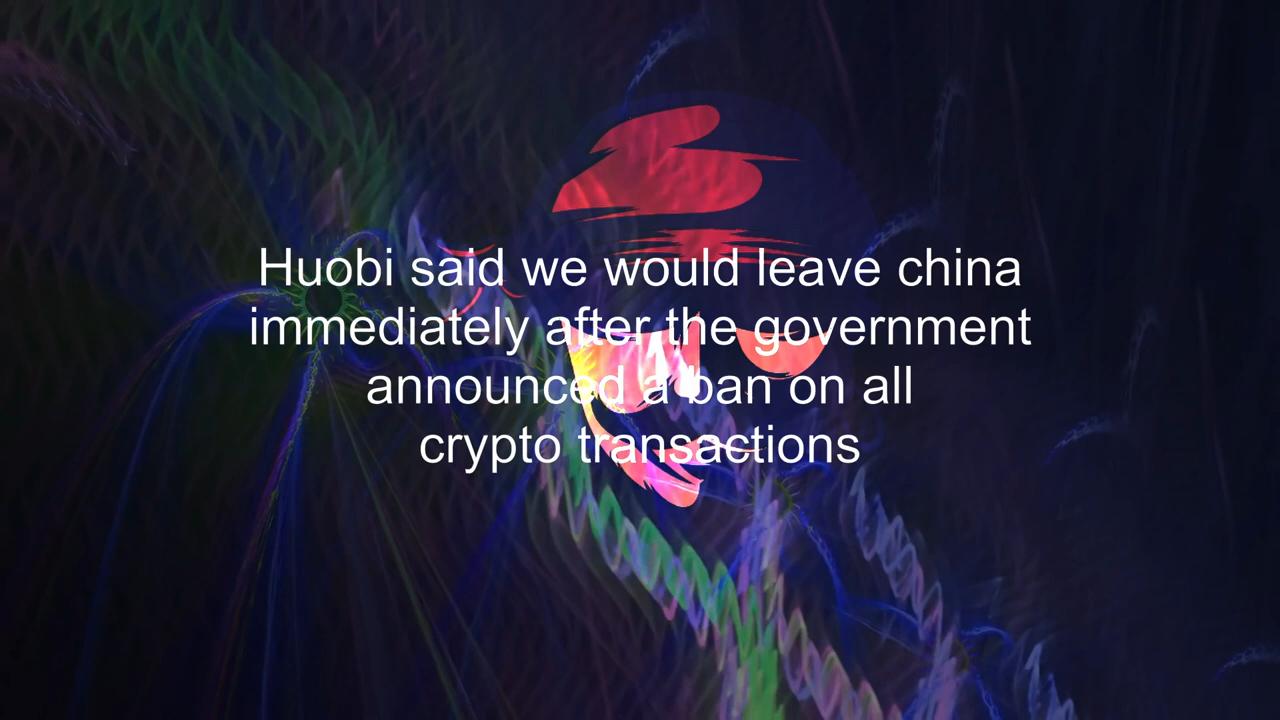 Huobi said we would leave china
immediately after the government
announced a ban on all
crypto transactions